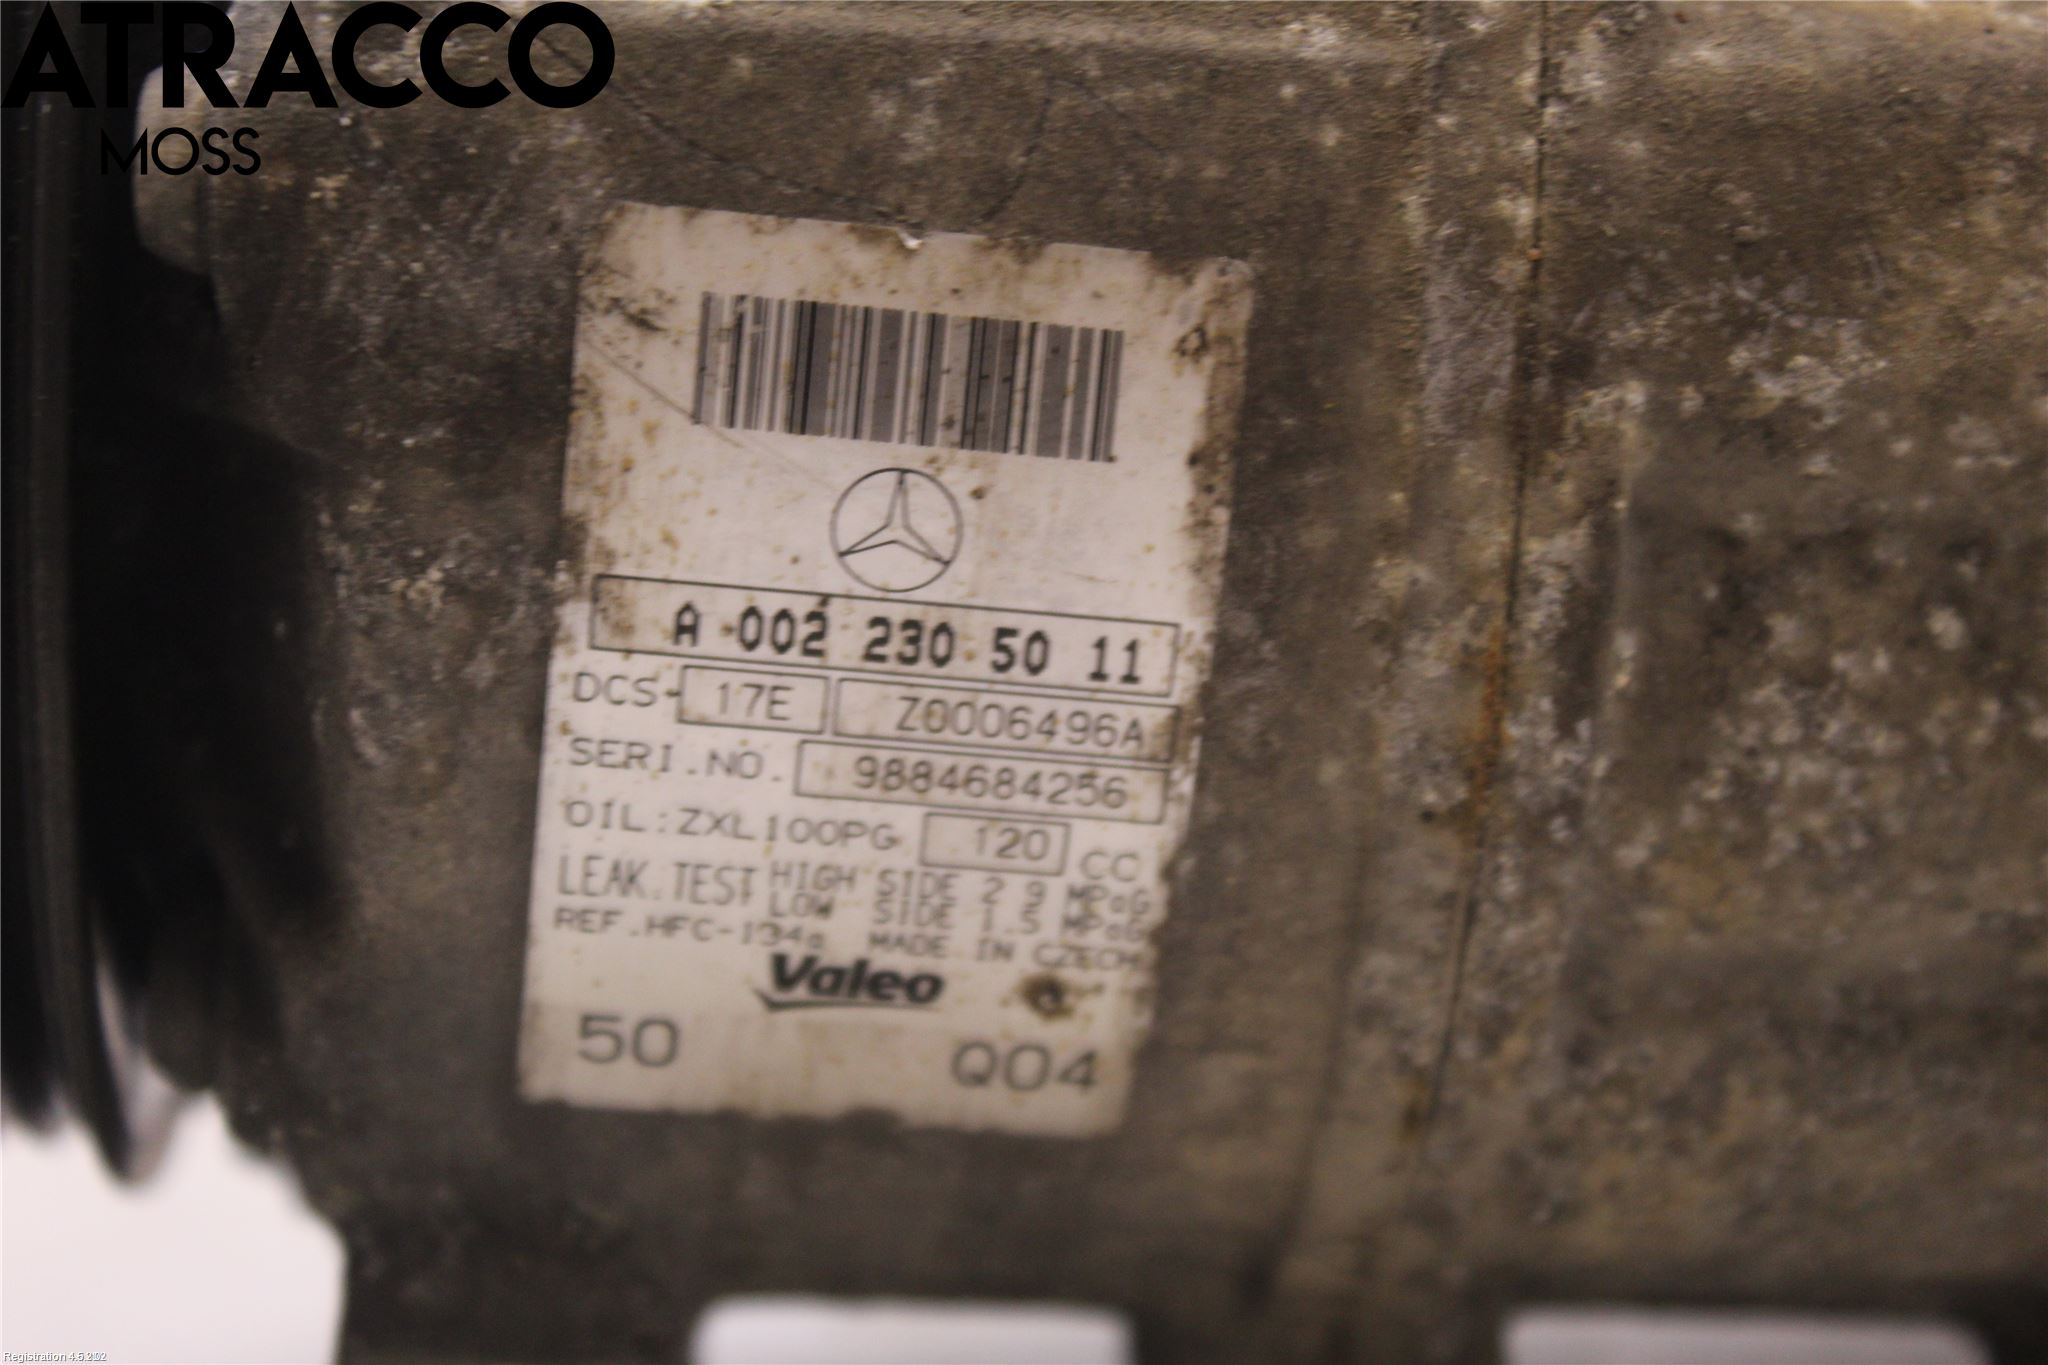 ATRACCO
MOSS
A 002 230 50 11
DCS-17E Z0006496A
SERI.NO. 9884684256
OIL:ZXL100PG 120 CC
LEAK.TEST HIGH SIDE 2.9 MPaG
LOW SIDE 1.5 MPaG
REF.HFC-134a MADE IN CZECH
Valeo
50 Q04